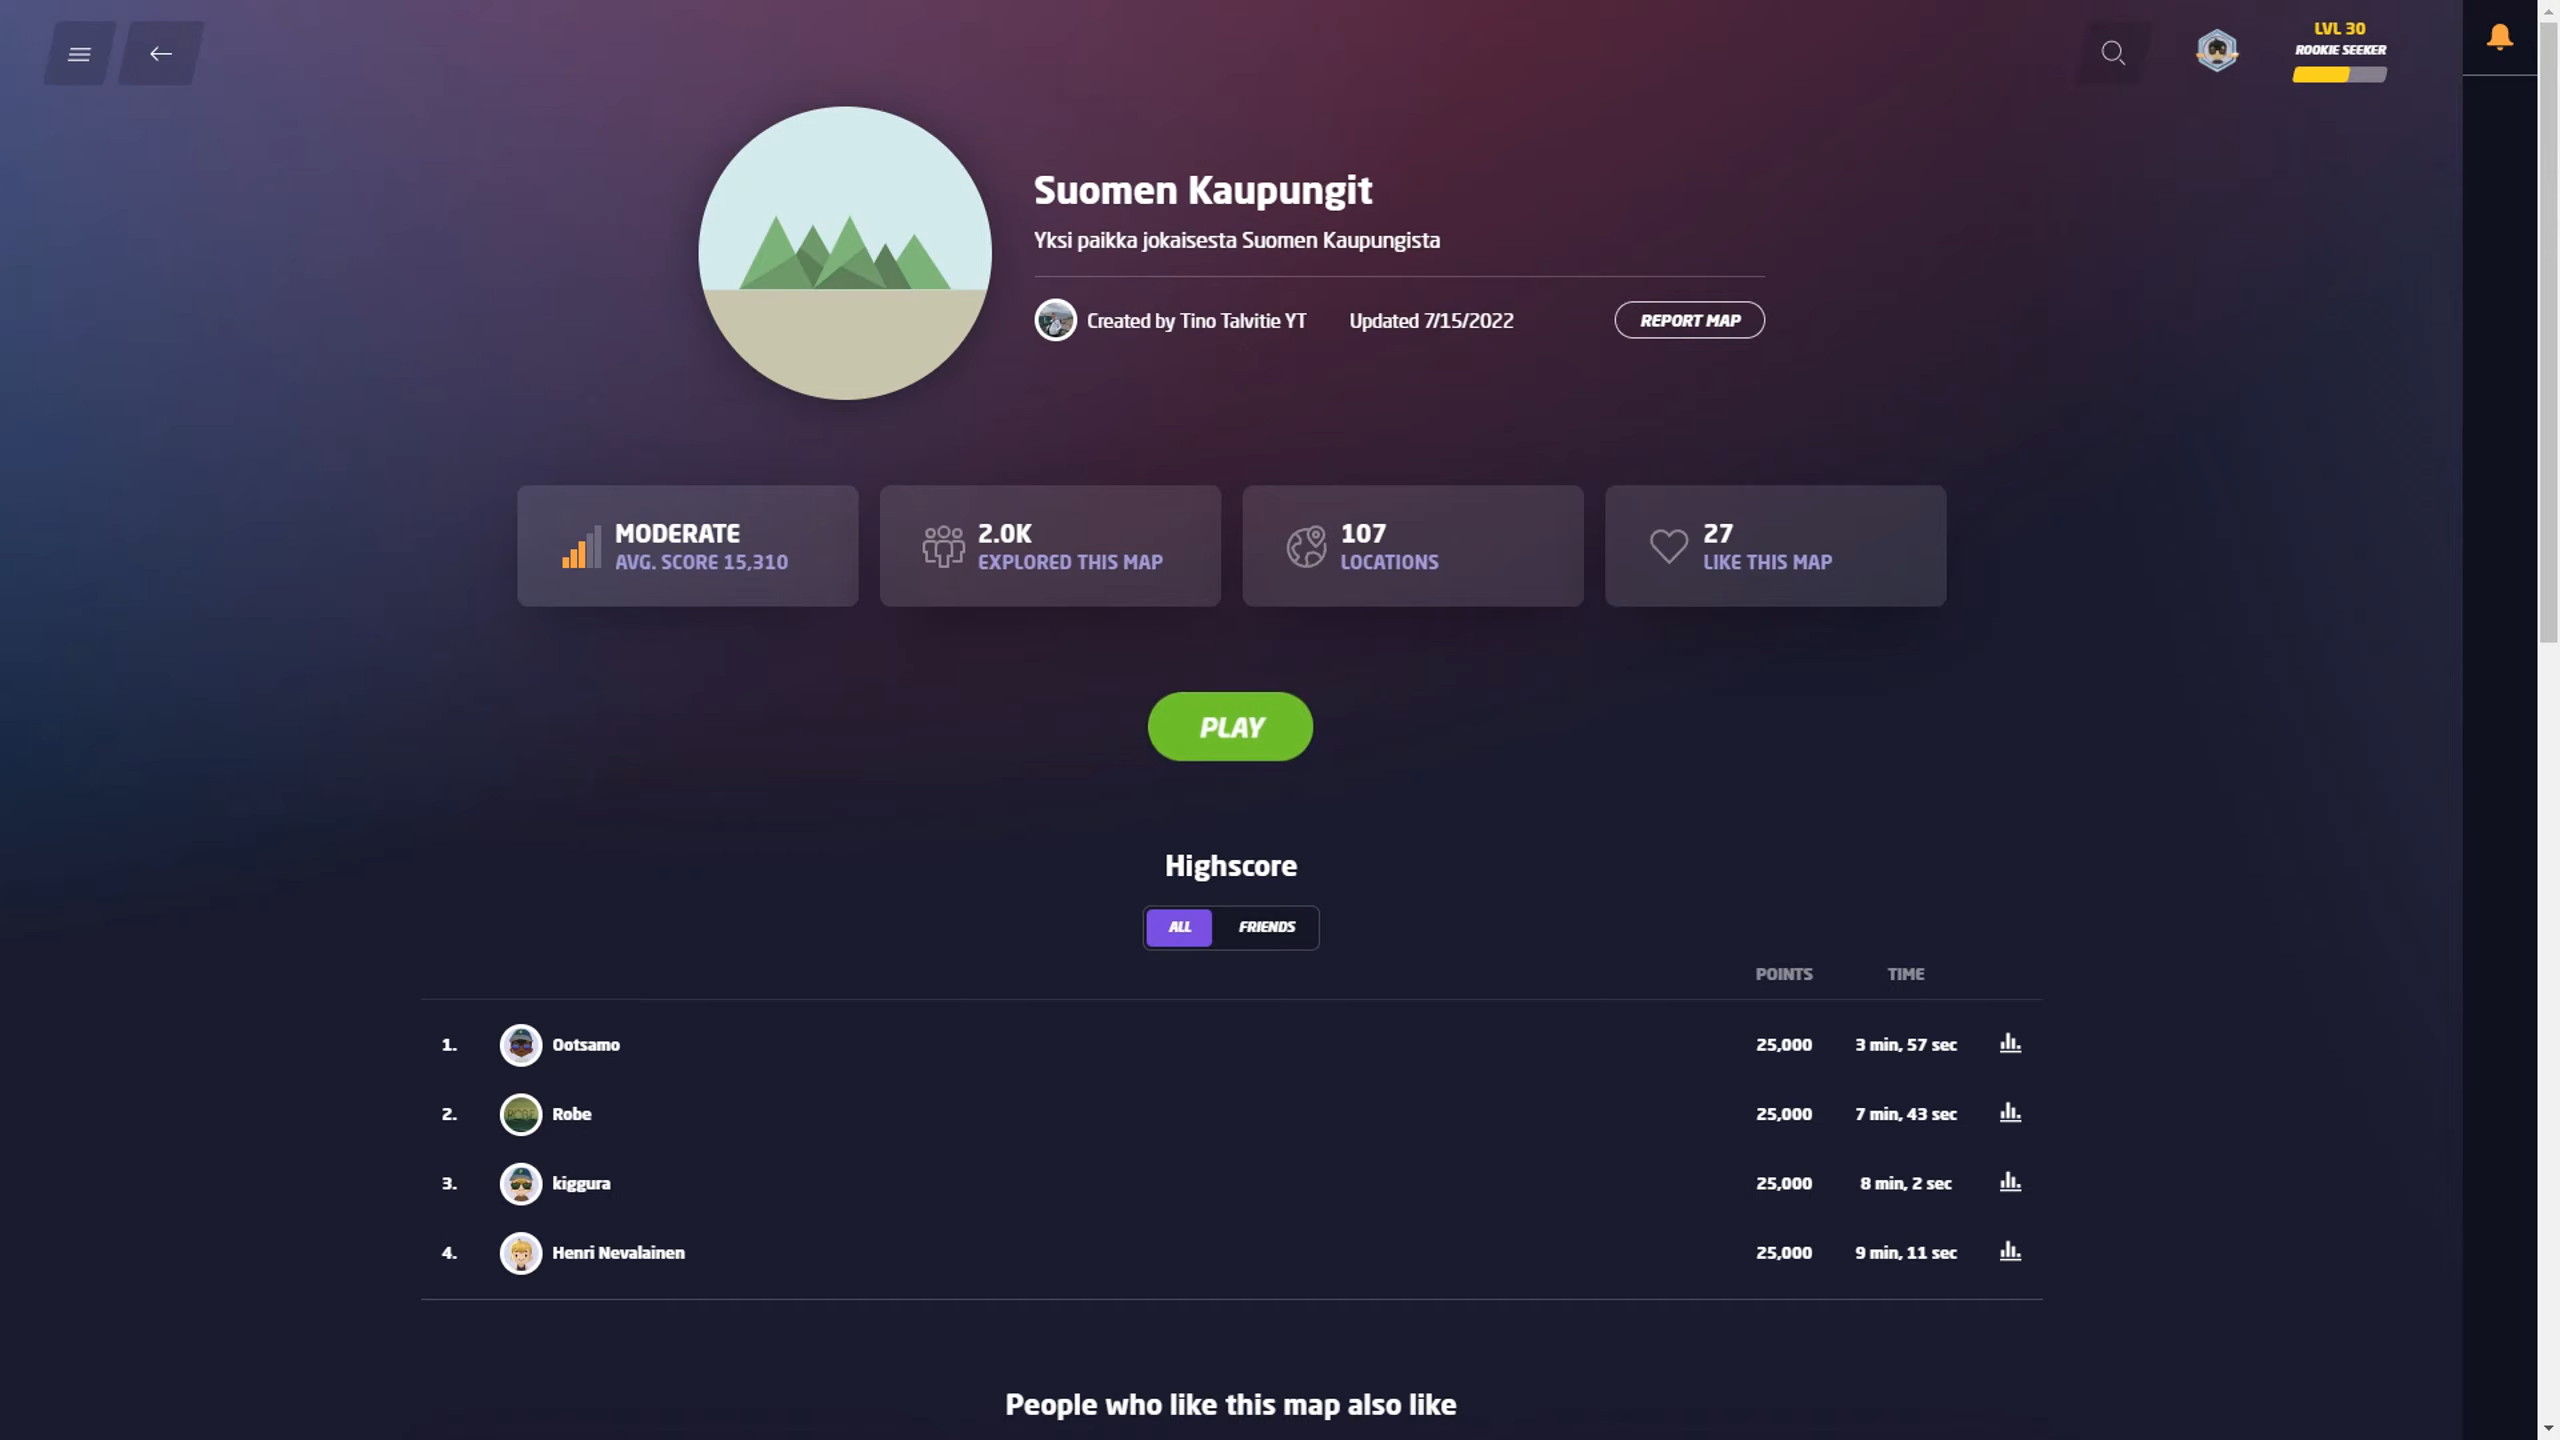 LVL 30
ROOKIE SEEKER
Suomen Kaupungit
Yksi paikka jokaisesta Suomen Kaupungista
Created by Tino Talvitie YT Updated 7/15/2022 REPORT MAP
MODERATE
AVG. SCORE 15,310
2.0K
EXPLORED THIS MAP
107
LOCATIONS
27
LIKE THIS MAP
PLAY
Highscore
ALL FRIENDS
POINTS TIME
1. Ootsamo 25,000 3 min, 57 sec
2. Robe 25,000 7 min, 43 sec
3. kiggura 25,000 8 min, 2 sec
4. Henri Nevalainen 25,000 9 min, 11 sec
People who like this map also like